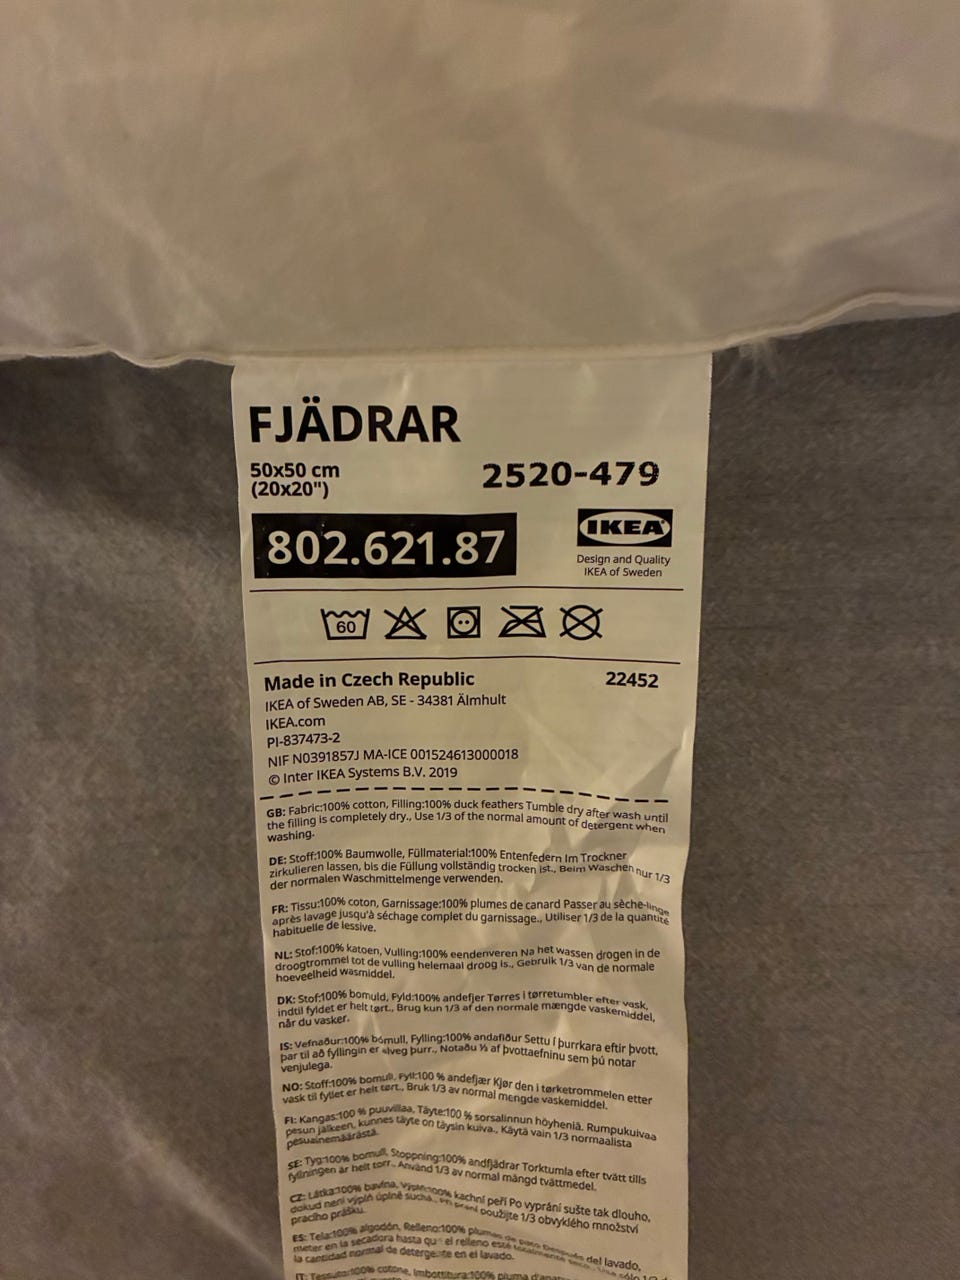 FJÄDRAR
50x50 cm
(20x20")
2520-479
802.621.87
IKEA
Design and Quality
IKEA of Sweden
60
Made in Czech Republic
22452
IKEA of Sweden AB, SE - 34381 Älmhult
IKEA.com
PI-837473-2
NIF N0391857J MA-ICE 001524613000018
© Inter IKEA Systems B.V. 2019
GB: Fabric:100% cotton, Filling:100% duck feathers Tumble dry after wash until
the filling is completely dry., Use 1/3 of the normal amount of detergent when
washing.
DE: Stoff:100% Baumwolle, Füllmaterial:100% Entenfedern Im Trockner
zirkulieren lassen, bis die Füllung vollständig trocken ist., Beim Waschen nur 1/3
der normalen Waschmittelmenge verwenden.
FR: Tissu:100% coton, Garnissage:100% plumes de canard Passer au sèche-linge
après lavage jusqu'à séchage complet du garnissage., Utiliser 1/3 de la quantité
habituelle de lessive.
NL: Stof:100% katoen, Vulling:100% eendenveren Na het wassen drogen in de
droogtrommel tot de vulling helemaal droog is., Gebruik 1/3 van de normale
hoeveelheid wasmiddel.
DK: Stof:100% bomuld, Fyld:100% andefjer Tørres i tørretumbler efter vask,
indtil fyldet er helt tørt., Brug kun 1/3 af den normale mængde vaskemiddel,
når du vasker.
IS: Vefnaður:100% bómull, Fylling:100% andafiður Settu í þurrkara eftir þvott,
þar til að fyllingin er alveg þurr., Notaðu ⅓ af þvottaefninu sem þú notar
venjulega.
NO: Stoff:100% bomull, Fyll:100 % andefjær Kjør den i tørketrommelen etter
vask til fyllet er helt tørt., Bruk 1/3 av normal mengde vaskemiddel.
FI: Kangas:100 % puuvillaa, Täyte:100 % sorsalinnun höyheniä. Rumpukuivaa
pesun jälkeen, kunnes täyte on täysin kuiva., Käytä vain 1/3 normaalista
pesuainemäärästä.
SE: Tyg:100% bomull, Stoppning:100% andfjädrar Torktumla efter tvätt tills
fyllningen är helt torr., Använd 1/3 av normal mängd tvättmedel.
CZ: Látka:100% bavlna, Výplň:100% kachní peří Po vyprání sušte tak dlouho,
dokud není výplň úplně suchá., Při praní použijte 1/3 obvyklého množství
pracího prášku.
ES: Tela:100% algodón, Relleno:100% plumas de pato Después del lavado,
meter en la secadora hasta que el relleno esté totalmente seco., Usa sólo 1/3
la cantidad normal de detergente en el lavado.
IT: Tessuto:100% cotone, Imbottitura:100% piuma